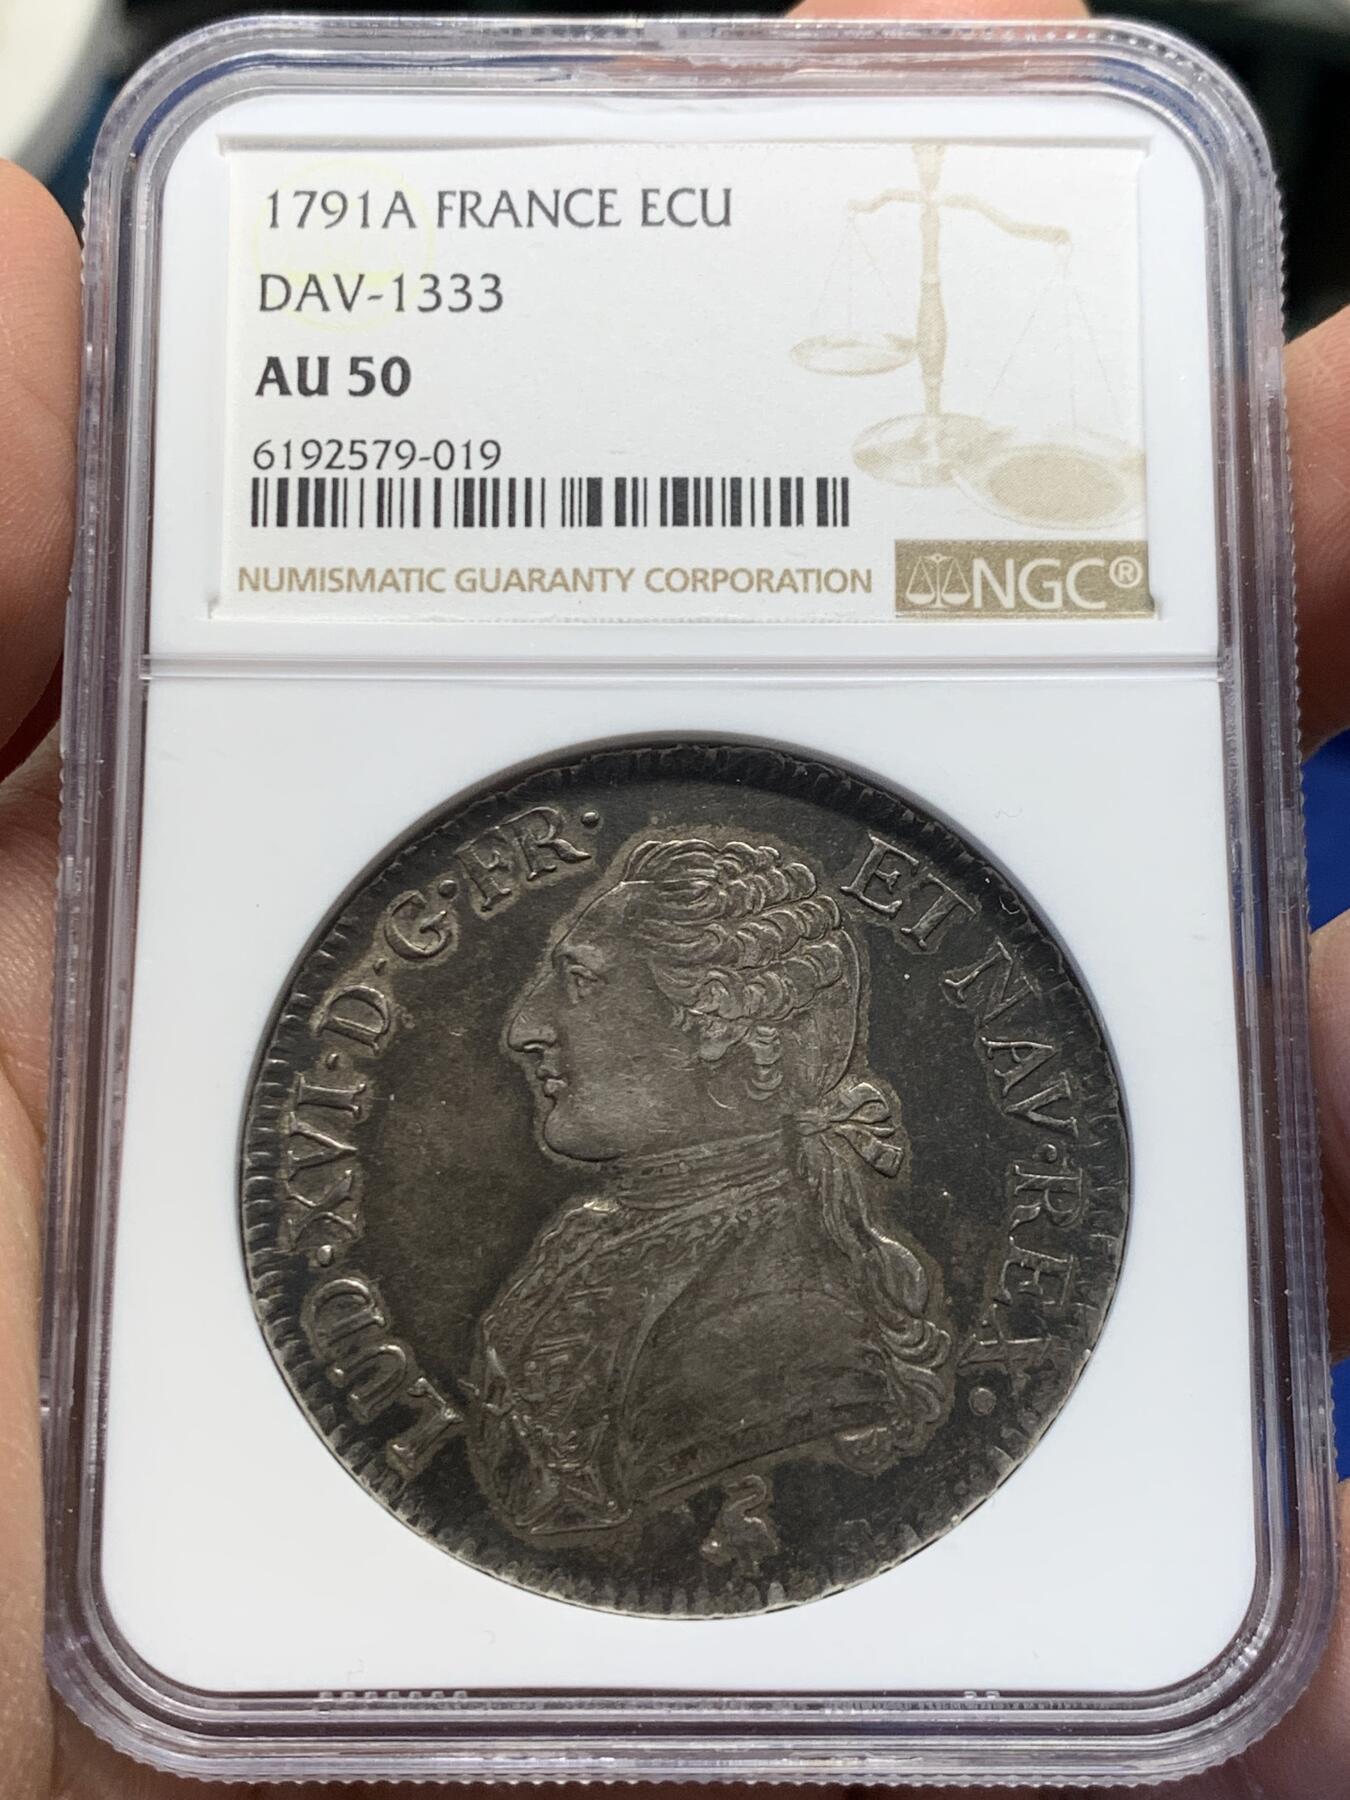 1791A FRANCE ECU
DAV-1333
AU 50
6192579-019
NUMISMATIC GUARANTY CORPORATION
NGC®
LUD·XVI·D·G·FR· ET NAV·REX·